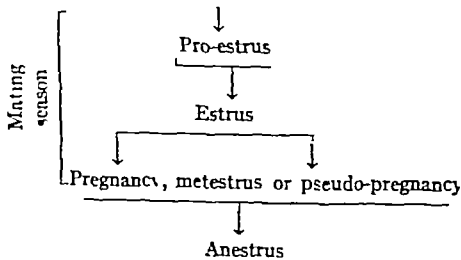 Mating
season
Pro-estrus
Estrus
Pregnancy, metestrus or pseudo-pregnancy
Anestrus